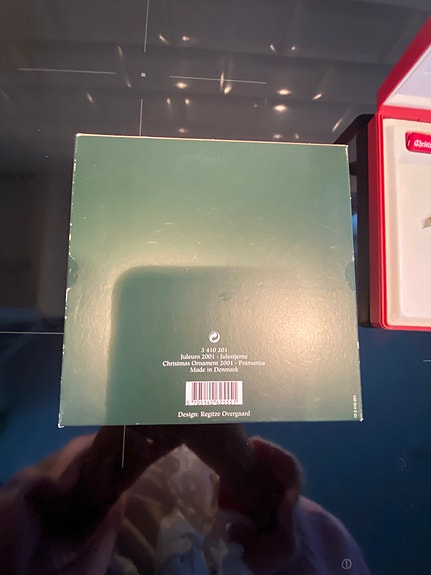 3 410 201
Juleuro 2001 - Julestjerne
Christmas Ornament 2001 - Poinsettia
Made in Denmark
Design: Regitze Overgaard